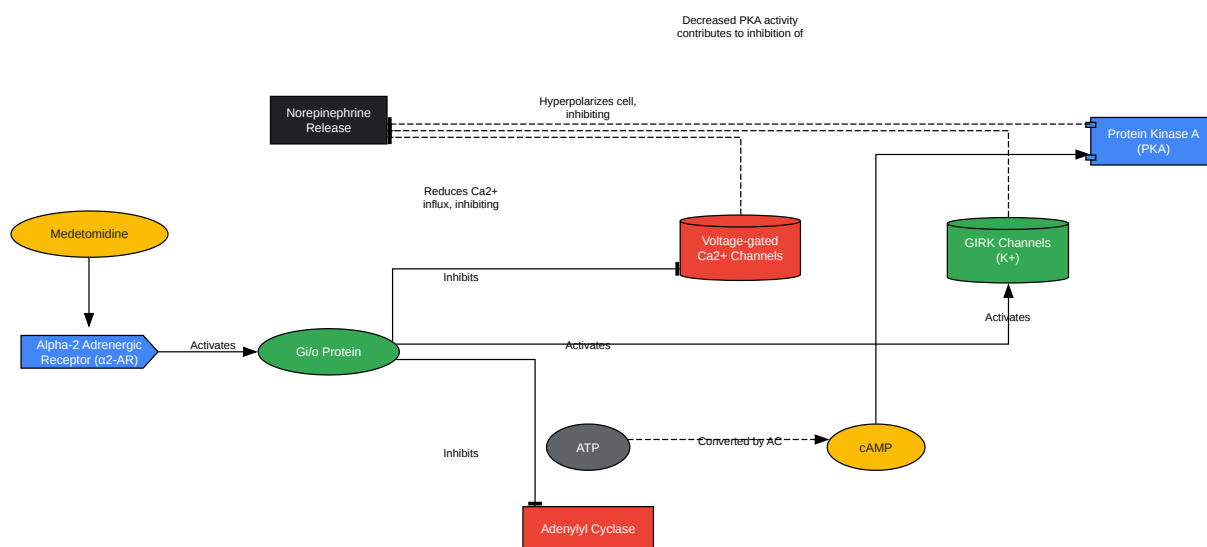 Decreased PKA activity
contributes to inhibition of
Hyperpolarizes cell,
inhibiting
Norepinephrine
Release
Protein Kinase A
(PKA)
Reduces Ca2+
influx, inhibiting
Medetomidine
Voltage-gated
Ca2+ Channels
GIRK Channels
(K+)
Inhibits
Activates
Alpha-2 Adrenergic
Receptor (α2-AR)
Activates
Gi/o Protein
Activates
ATP
Converted by AC
cAMP
Inhibits
Adenylyl Cyclase